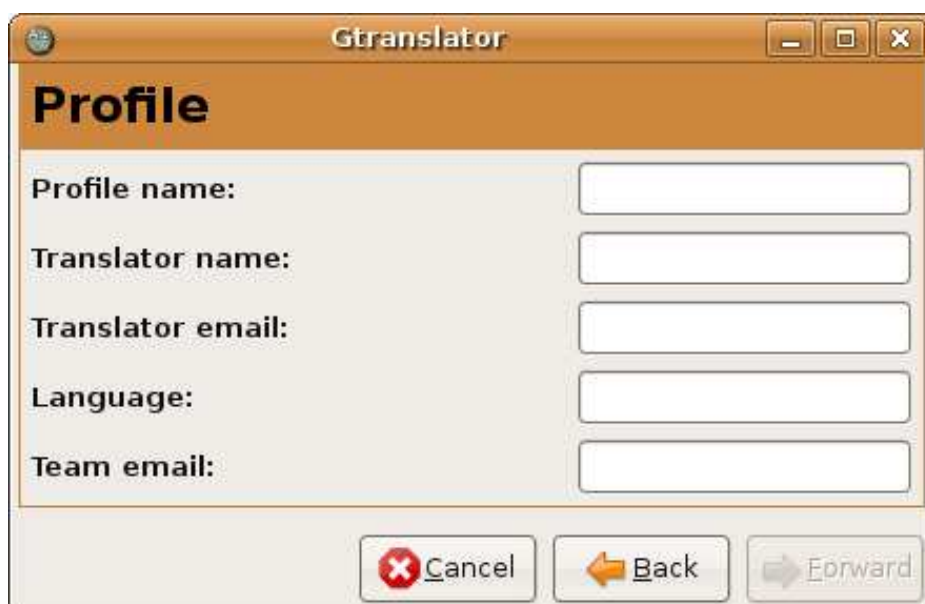 Gtranslator
Profile
Profile name:
Translator name:
Translator email:
Language:
Team email:
Cancel Back Forward